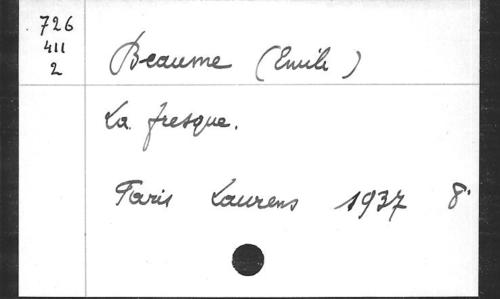 726
411
2
Beaume (Emile)
La fresque.
Paris Laurens 1937 8°